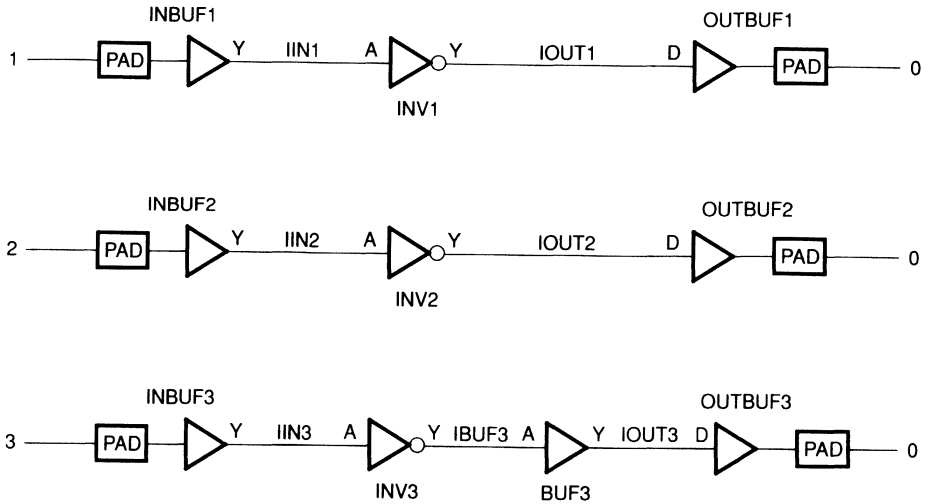 INBUF1 OUTBUF1
1 PAD Y IIN1 A Y IOUT1 D PAD 0
INV1
INBUF2 OUTBUF2
2 PAD Y IIN2 A Y IOUT2 D PAD 0
INV2
INBUF3 OUTBUF3
3 PAD Y IIN3 A Y IBUF3 A Y IOUT3 D PAD 0
INV3 BUF3